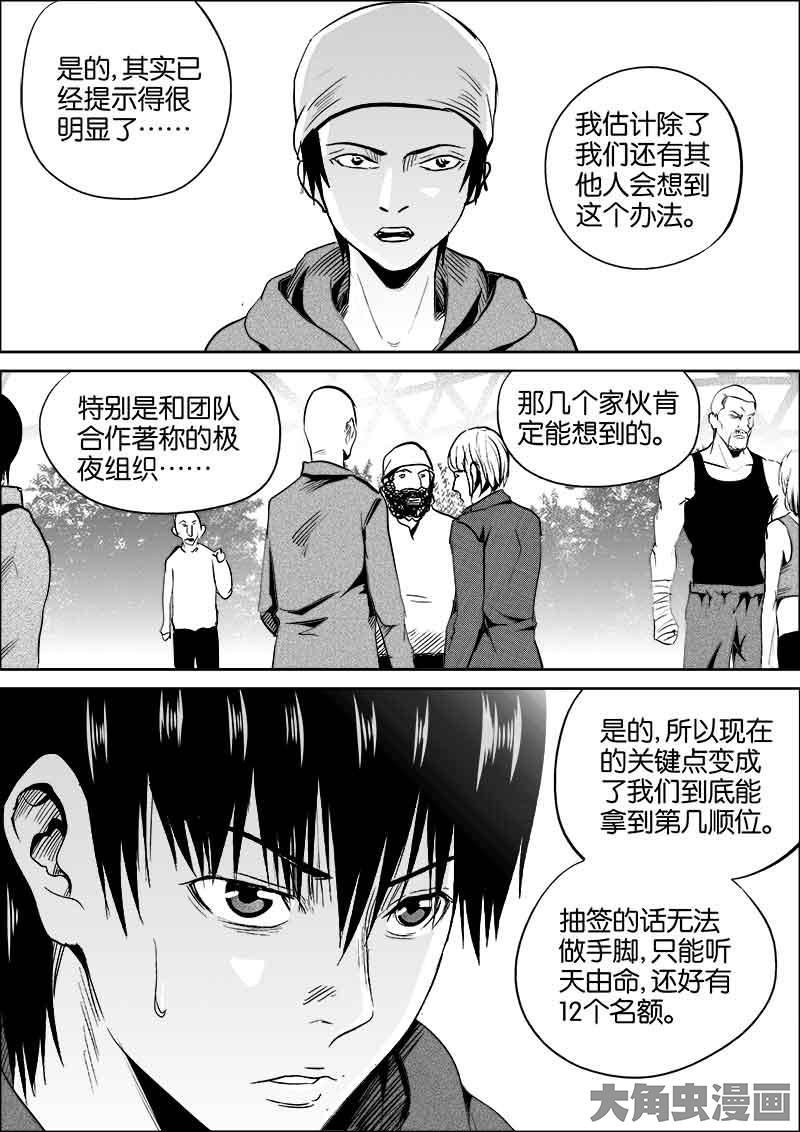 是的,其实已
经提示得很
明显了……
我估计除了
我们还有其
他人会想到
这个办法。
特别是和团队
合作著称的极
夜组织……
那几个家伙肯
定能想到的。
是的,所以现在
的关键点变成
了我们到底能
拿到第几顺位。
抽签的话无法
做手脚,只能听
天由命,还好有
12个名额。
大角虫漫画